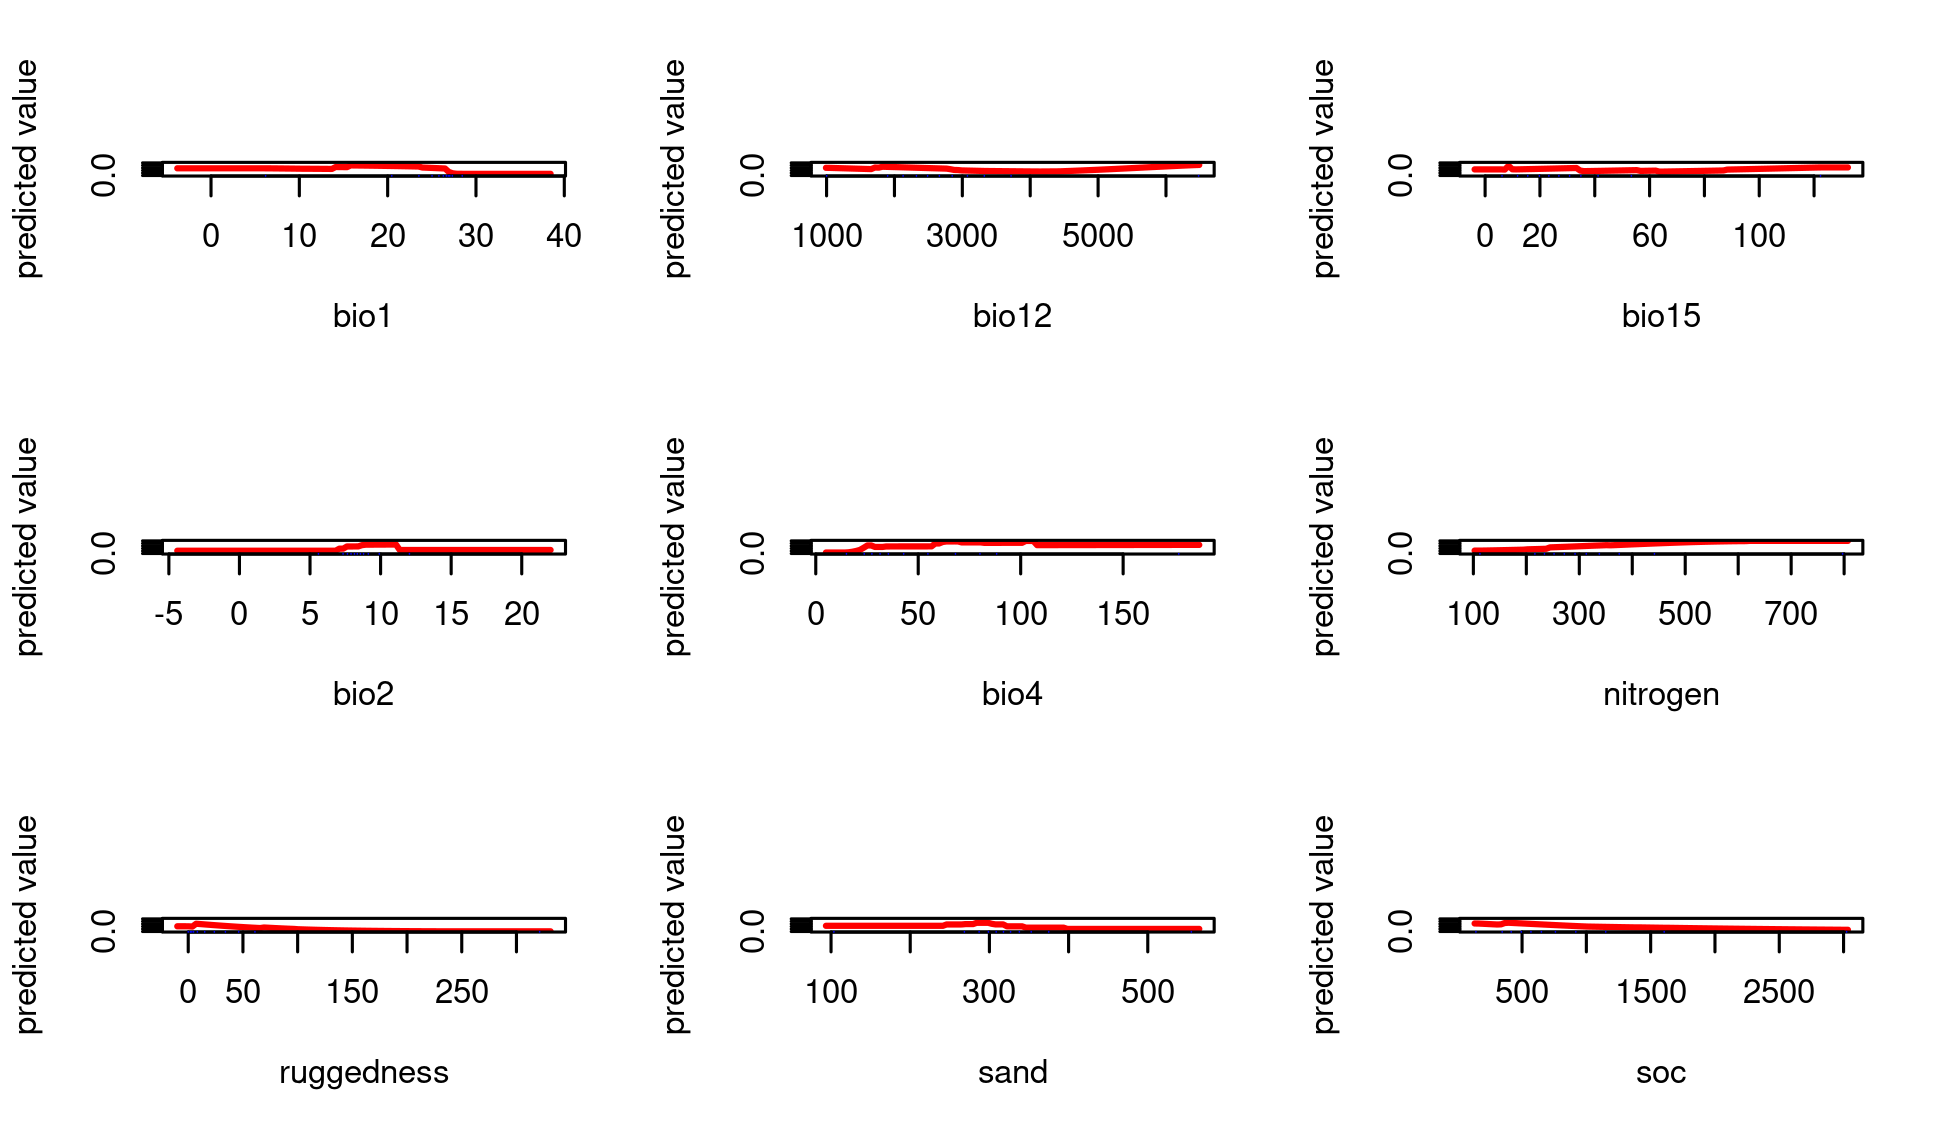 predicted value predicted value predicted value
0.0 0.0 0.0
0 10 20 30 40 1000 3000 5000 0 20 60 100
bio1 bio12 bio15
predicted value predicted value predicted value
0.0 0.0 0.0
-5 0 5 10 15 20 0 50 100 150 100 300 500 700
bio2 bio4 nitrogen
predicted value predicted value predicted value
0.0 0.0 0.0
0 50 150 250 100 300 500 500 1500 2500
ruggedness sand soc